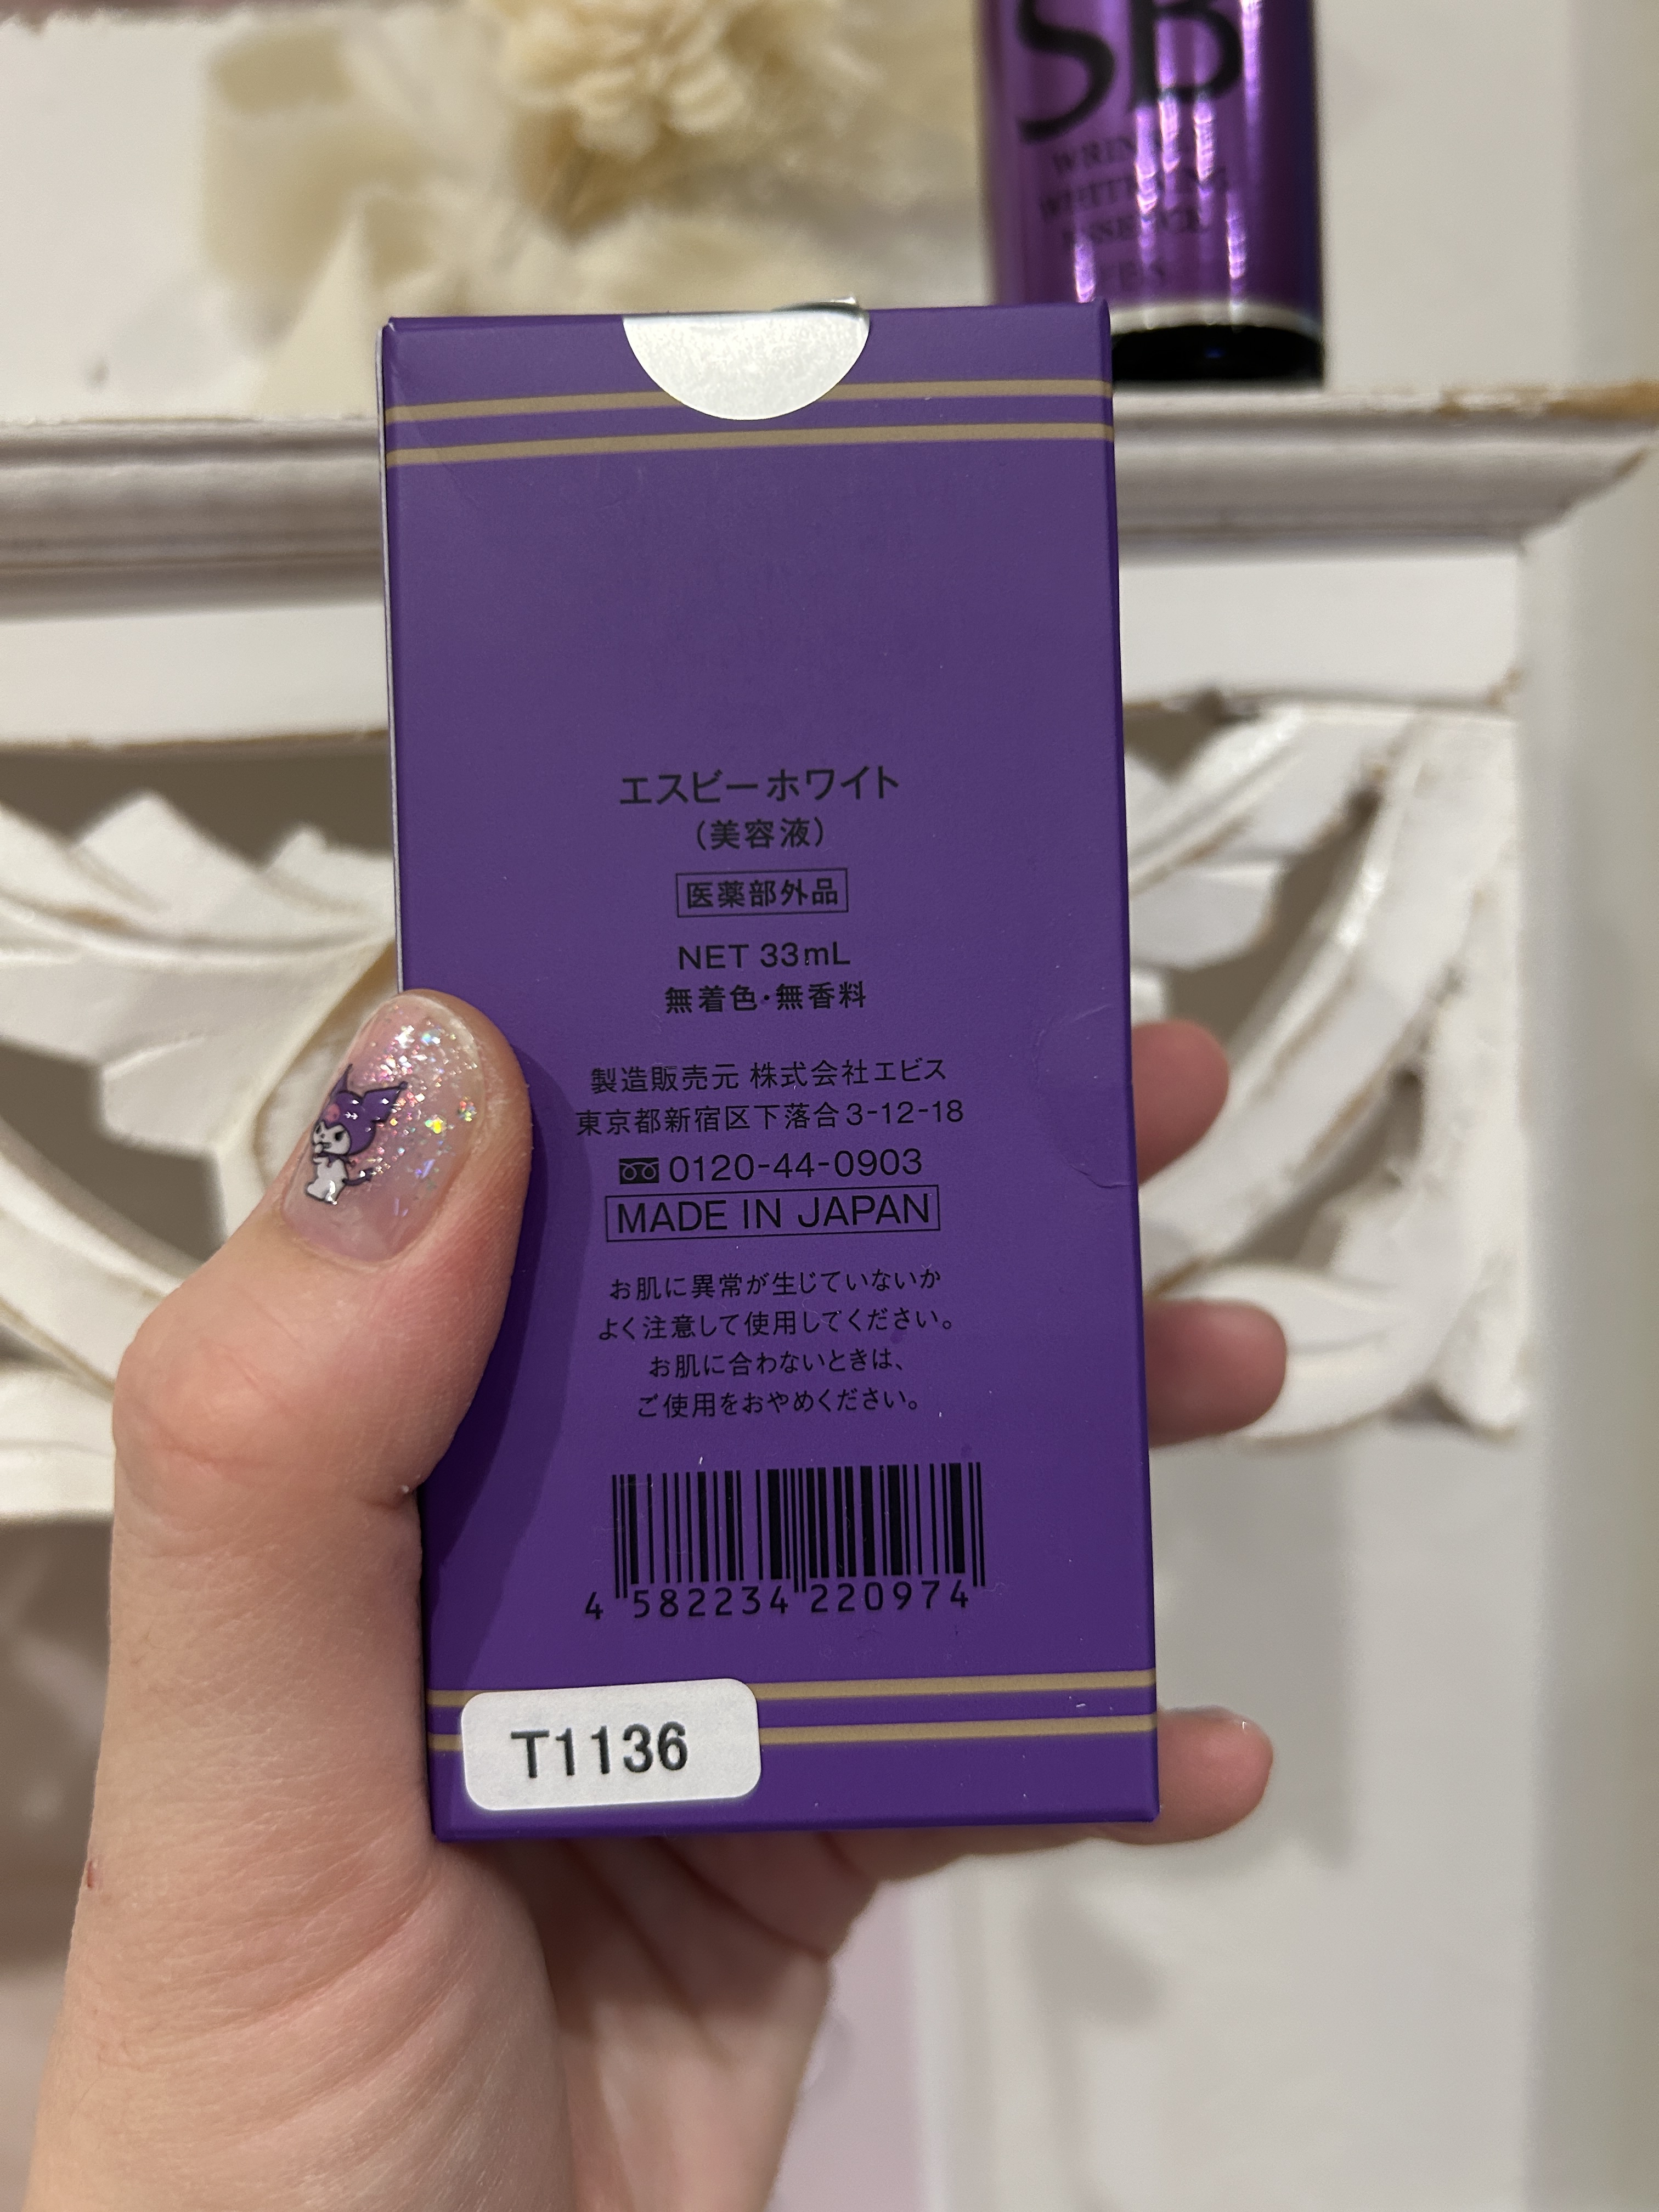 SB
WHITENING
ESSENCE
エスビー ホワイト
（美容液）
医薬部外品
NET 33mL
無着色・無香料
製造販売元 株式会社エビス
東京都新宿区下落合3-12-18
0120-44-0903
MADE IN JAPAN
お肌に異常が生じていないか
よく注意して使用してください。
お肌に合わないときは、
ご使用をおやめください。
4 582234 220974
T1136